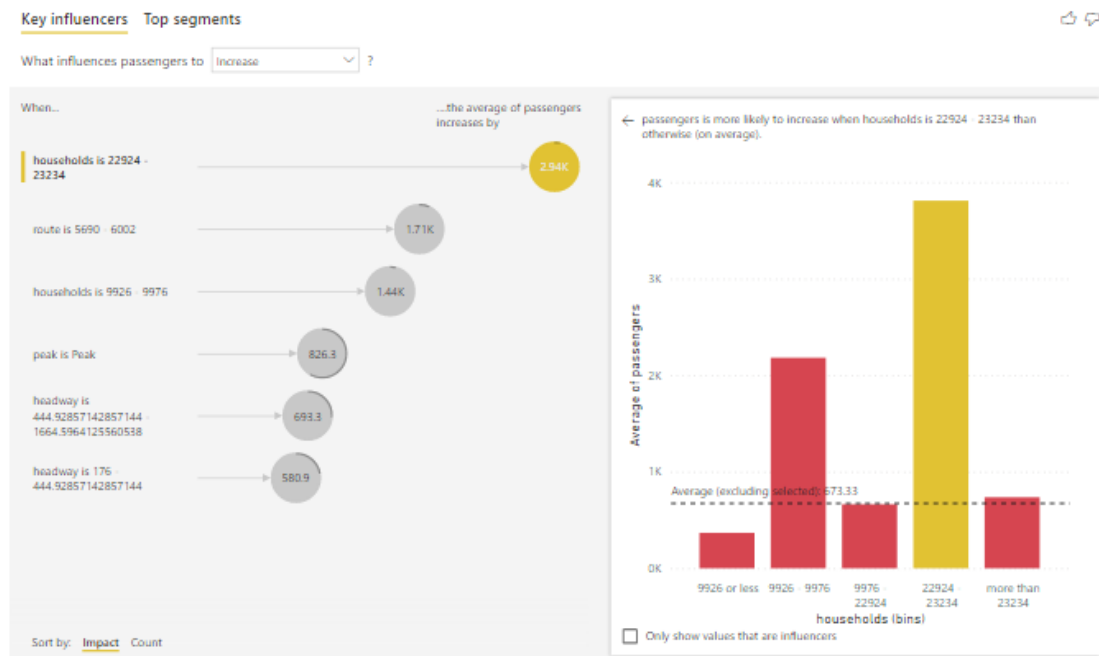 Key influencers Top segments
What influences passengers to Increase ?
When...
....the average of passengers
increases by
households is 22924 -
23234
2.94K
route is 5690 - 6002
1.71K
households is 9926 - 9976
1.44K
peak is Peak
826.3
headway is
444.92857142857144 -
1664.5964125560538
693.3
headway is 176 -
444.92857142857144
580.9
Sort by: Impact Count
← passengers is more likely to increase when households is 22924 - 23234 than
otherwise (on average).
Average of passengers
4K
3K
2K
1K
0K
Average (excluding selected): 673.33
9926 or less
9926 - 9976
9976 -
22924
22924 -
23234
more than
23234
households (bins)
Only show values that are influencers